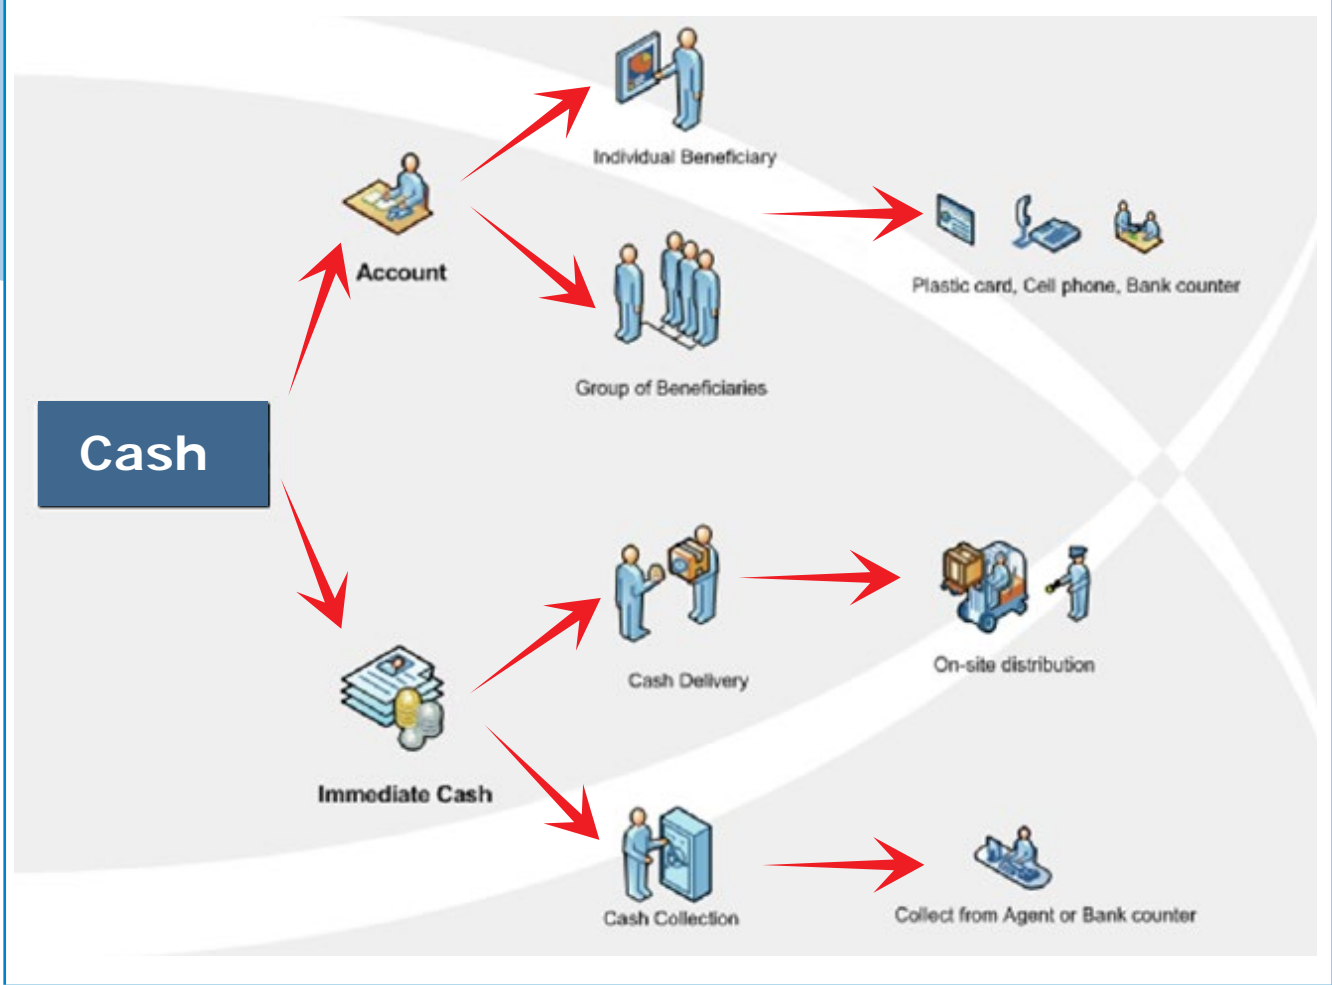 Individual Beneficiary
Account
Plastic card, Cell phone, Bank counter
Group of Beneficiaries
Cash
Cash Delivery
On-site distribution
Immediate Cash
Cash Collection
Collect from Agent or Bank counter